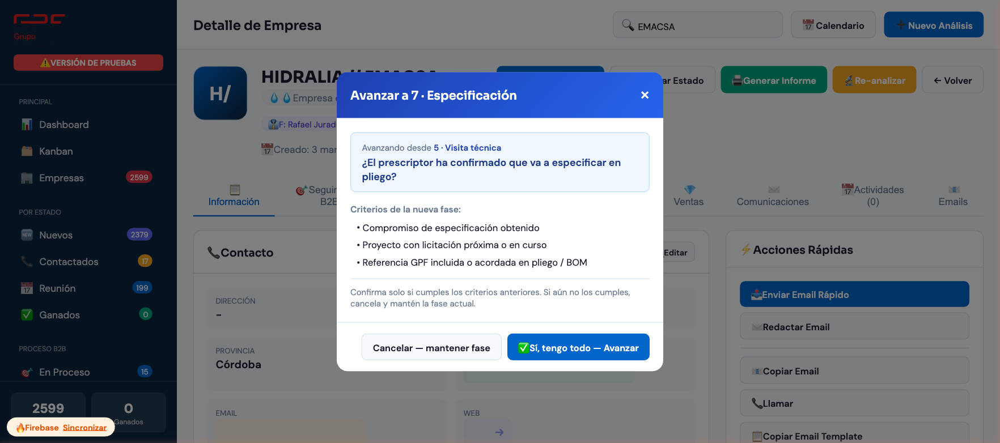 Grupo
VERSIÓN DE PRUEBAS
PRINCIPAL
Dashboard
Kanban
Empresas 2599
POR ESTADO
Nuevos 2379
Contactados 17
Reunión 199
Ganados 0
PROCESO B2B
En Proceso 15
2599
0
Ganados
Firebase Sincronizar
Detalle de Empresa
EMACSA
Calendario
Nuevo Análisis
H/
HIDRALIA // EMACSA
Empresa
F: Rafael Jurad
Creado: 3 mar
ar Estado
Generar Informe
Re-analizar
← Volver
Información
Seguir
B2B
Ventas
Comunicaciones
Actividades
(0)
Emails
Contacto
Editar
DIRECCIÓN
-
PROVINCIA
Córdoba
EMAIL
WEB
→
Acciones Rápidas
Enviar Email Rápido
Redactar Email
Copiar Email
Llamar
Copiar Email Template
Avanzar a 7 · Especificación
×
Avanzando desde 5 · Visita técnica
¿El prescriptor ha confirmado que va a especificar en
pliego?
Criterios de la nueva fase:
• Compromiso de especificación obtenido
• Proyecto con licitación próxima o en curso
• Referencia GPF incluida o acordada en pliego / BOM
Confirma solo si cumples los criterios anteriores. Si aún no los cumples,
cancela y mantén la fase actual.
Cancelar — mantener fase
Sí, tengo todo — Avanzar